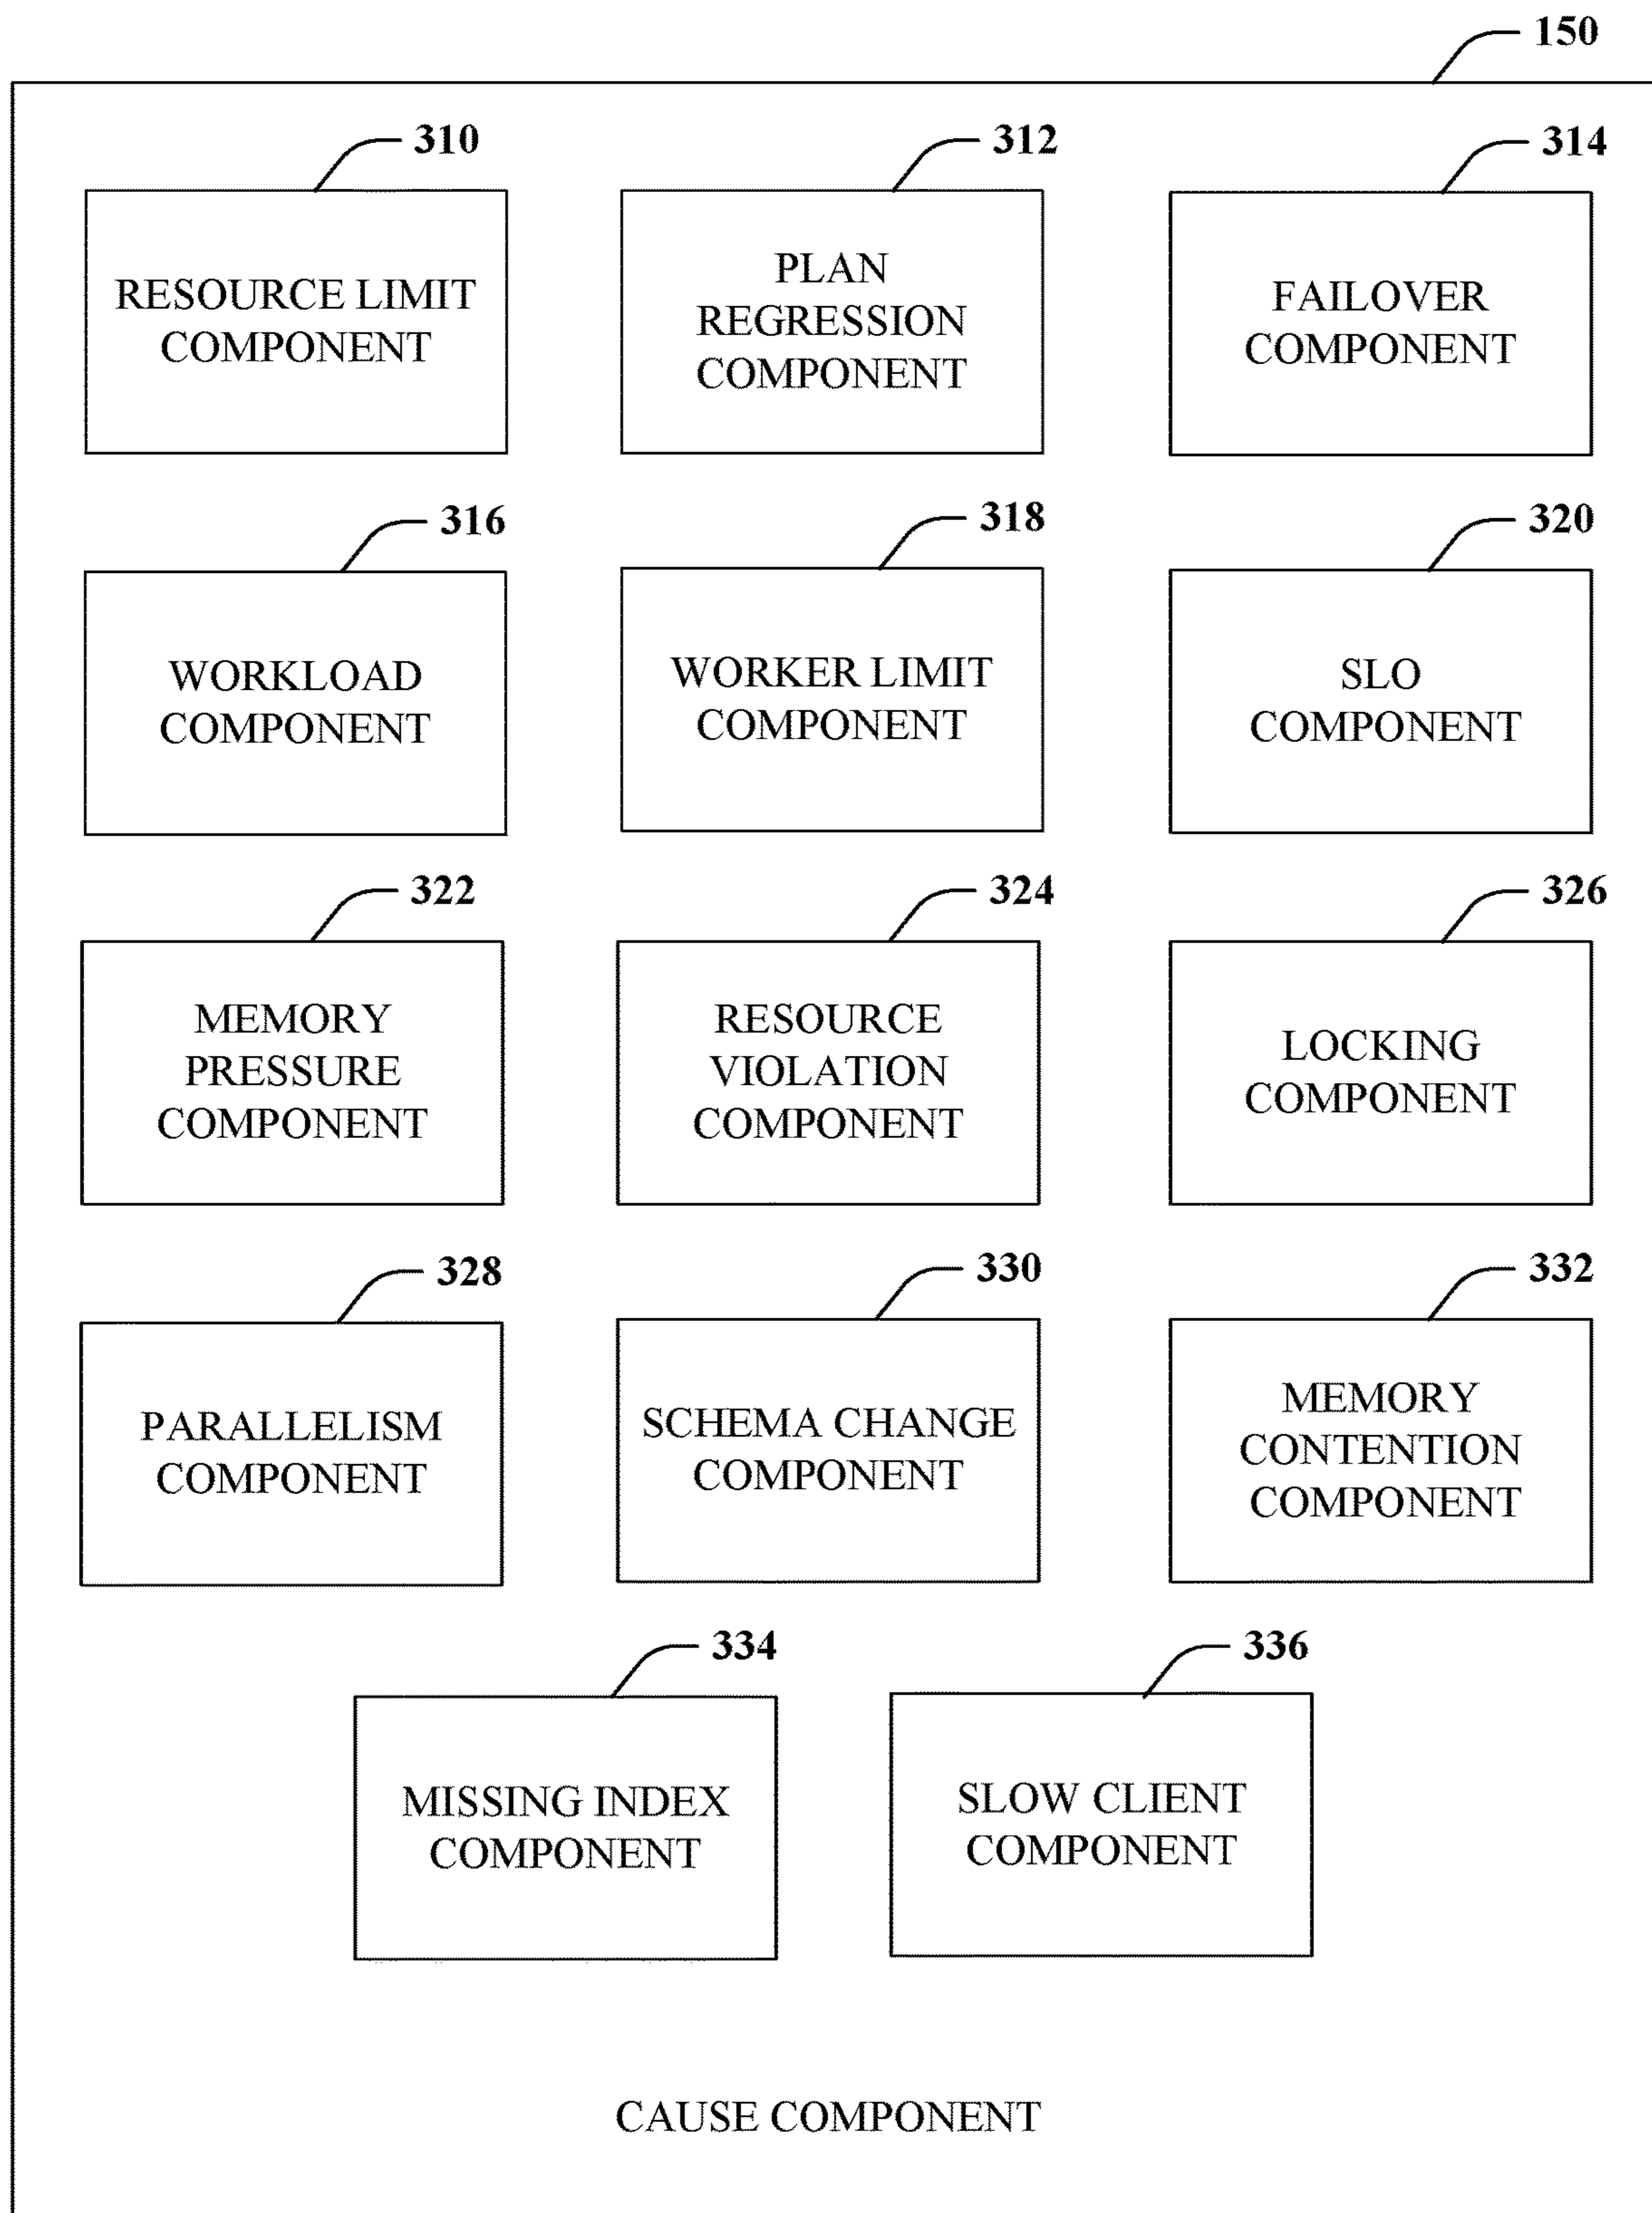 150
310
312
314
RESOURCE LIMIT
COMPONENT
PLAN
REGRESSION
COMPONENT
FAILOVER
COMPONENT
316
318
320
WORKLOAD
COMPONENT
WORKER LIMIT
COMPONENT
SLO
COMPONENT
322
324
326
MEMORY
PRESSURE
COMPONENT
RESOURCE
VIOLATION
COMPONENT
LOCKING
COMPONENT
328
330
332
PARALLELISM
COMPONENT
SCHEMA CHANGE
COMPONENT
MEMORY
CONTENTION
COMPONENT
334
336
MISSING INDEX
COMPONENT
SLOW CLIENT
COMPONENT
CAUSE COMPONENT